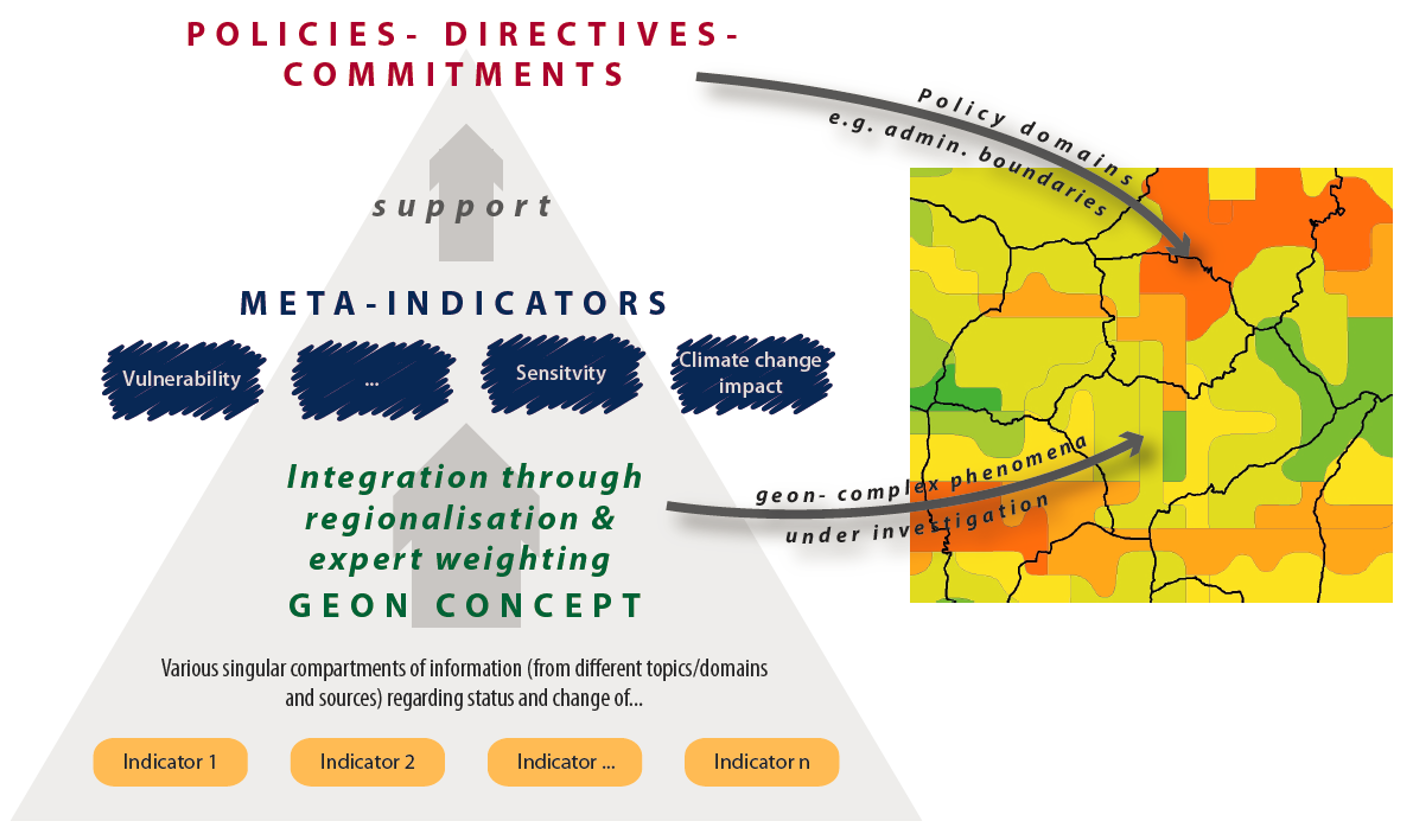 POLICIES- DIRECTIVES-
COMMITMENTS
Policy domains
e.g. admin. boundaries
support
META-INDICATORS
Vulnerability
...
Sensitvity
Climate change
impact
Integration through
regionalisation &
expert weighting
GEON CONCEPT
geon- complex phenomena
under investigation
Various singular compartments of information (from different topics/domains
and sources) regarding status and change of...
Indicator 1
Indicator 2
Indicator ...
Indicator n